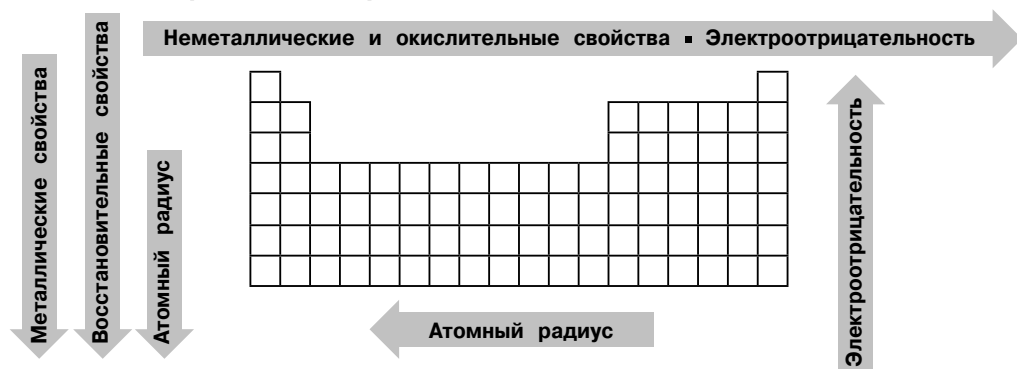 Неметаллические и окислительные свойства ▪ Электроотрицательность
Металлические свойства
Восстановительные свойства
Атомный радиус
Электроотрицательность
Атомный радиус